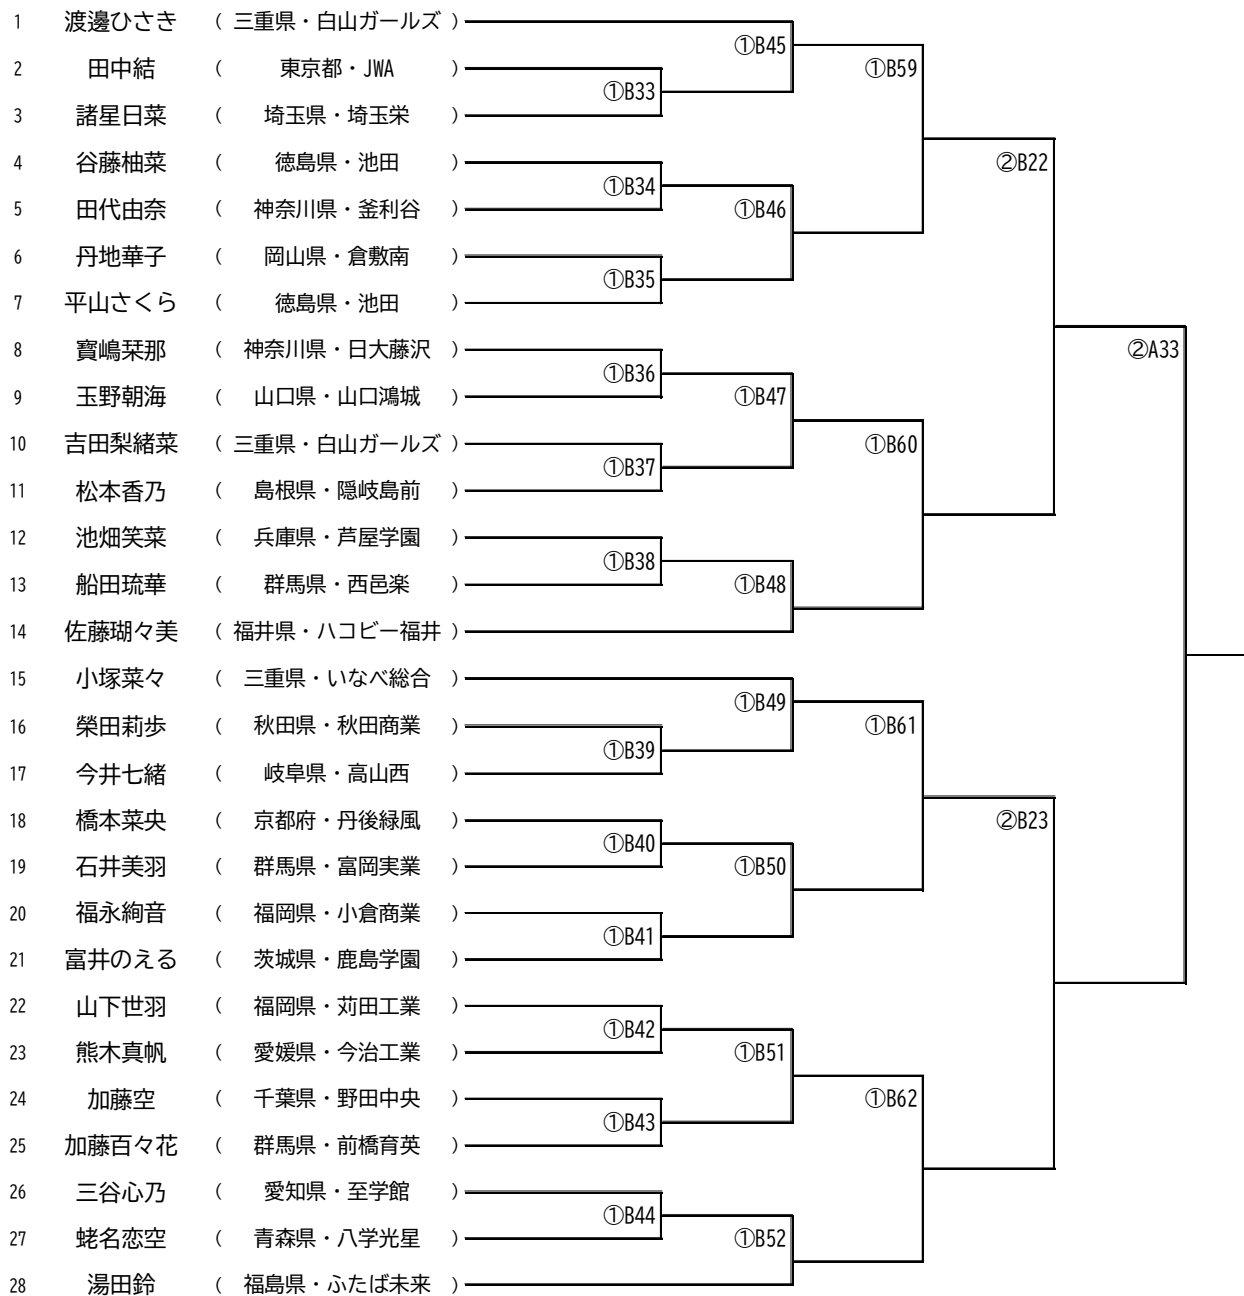 1 渡邊ひさき ( 三重県・白山ガールズ )
①B45
2 田中結 ( 東京都・JWA )
①B59
①B33
3 諸星日菜 ( 埼玉県・埼玉栄 )
4 谷藤柚菜 ( 徳島県・池田 )
②B22
①B34
5 田代由奈 ( 神奈川県・釜利谷 )
①B46
6 丹地華子 ( 岡山県・倉敷南 )
①B35
7 平山さくら ( 徳島県・池田 )
8 寳嶋栞那 ( 神奈川県・日大藤沢 )
②A33
①B36
9 玉野朝海 ( 山口県・山口鴻城 )
①B47
10 吉田梨緒菜 ( 三重県・白山ガールズ )
①B60
①B37
11 松本香乃 ( 島根県・隠岐島前 )
12 池畑笑菜 ( 兵庫県・芦屋学園 )
①B38
13 船田琉華 ( 群馬県・西邑楽 )
①B48
14 佐藤瑚々美 ( 福井県・ハコビー福井 )
15 小塚菜々 ( 三重県・いなべ総合 )
①B49
16 榮田莉歩 ( 秋田県・秋田商業 )
①B61
①B39
17 今井七緒 ( 岐阜県・高山西 )
18 橋本菜央 ( 京都府・丹後緑風 )
②B23
①B40
19 石井美羽 ( 群馬県・富岡実業 )
①B50
20 福永絢音 ( 福岡県・小倉商業 )
①B41
21 富井のえる ( 茨城県・鹿島学園 )
22 山下世羽 ( 福岡県・苅田工業 )
①B42
23 熊木真帆 ( 愛媛県・今治工業 )
①B51
24 加藤空 ( 千葉県・野田中央 )
①B62
①B43
25 加藤百々花 ( 群馬県・前橋育英 )
26 三谷心乃 ( 愛知県・至学館 )
①B44
27 蛯名恋空 ( 青森県・八学光星 )
①B52
28 湯田鈴 ( 福島県・ふたば未来 )